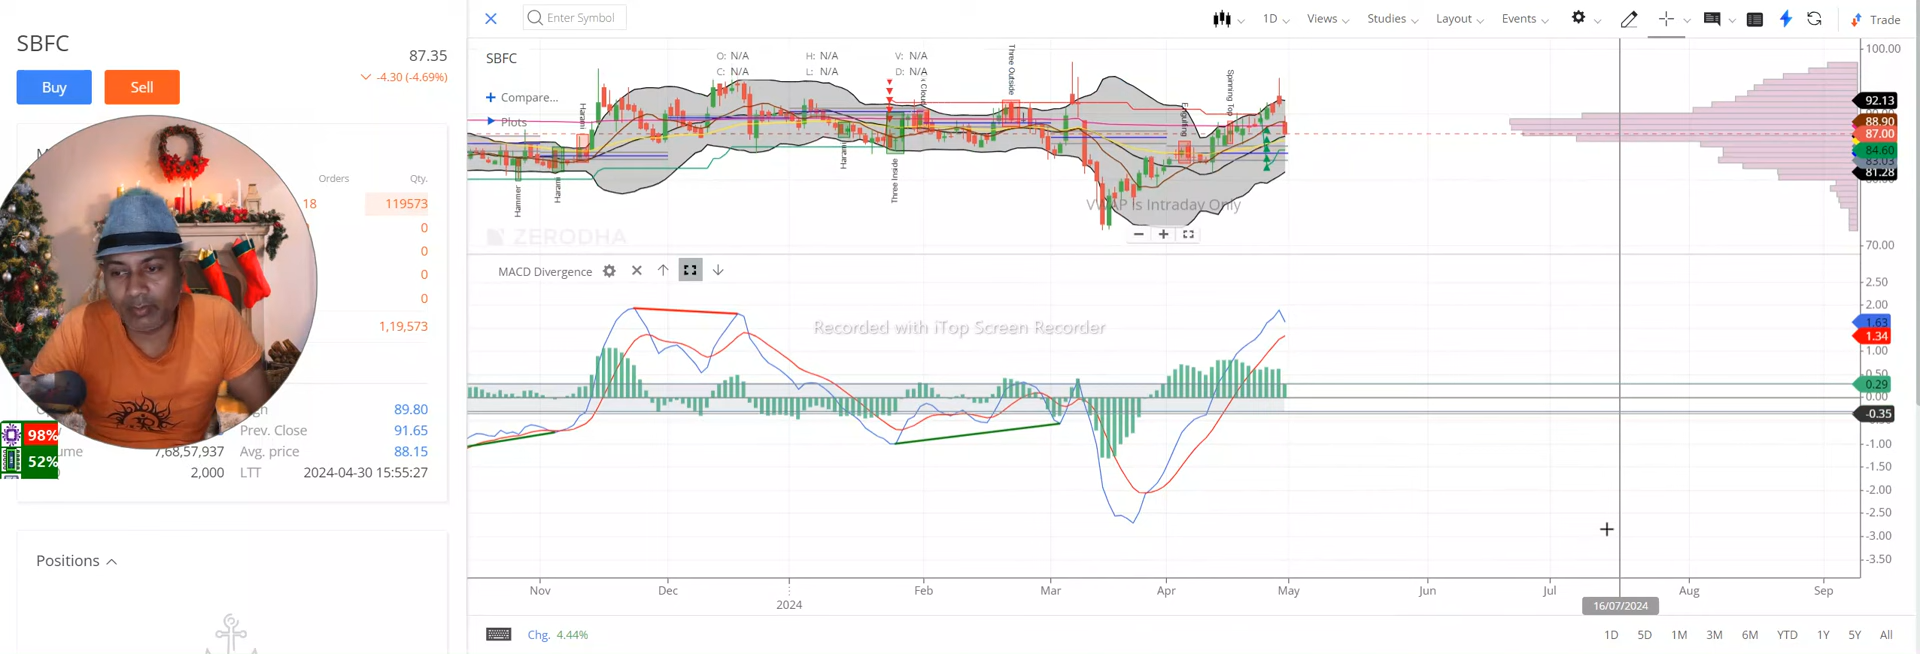 SBFC
87.35
-4.30 (-4.69%)
Buy
Sell
Orders
Qty.
18
119573
0
0
0
0
1,19,573
89.80
Prev. Close
91.65
7,68,57,937
Avg. price
88.15
2,000
LTT
2024-04-30 15:55:27
98%
52%
Positions
Enter Symbol
1D
Views
Studies
Layout
Events
Trade
SBFC
O: N/A
H: N/A
V: N/A
C: N/A
L: N/A
D: N/A
Compare...
Plots
Hammer
Harami
Harami
Harami
Three Inside
Three Outside
Engulfing
Spinning Top
VWAP Is Intraday Only
ZERODHA
100.00
92.13
88.90
87.00
84.60
83.03
81.28
70.00
MACD Divergence
Recorded with iTop Screen Recorder
2.50
2.00
1.63
1.34
1.00
0.50
0.29
0.00
-0.35
-1.00
-1.50
-2.00
-2.50
-3.00
-3.50
Nov
Dec
2024
Feb
Mar
Apr
May
Jun
Jul
Aug
Sep
16/07/2024
Chg. 4.44%
1D
5D
1M
3M
6M
YTD
1Y
5Y
All